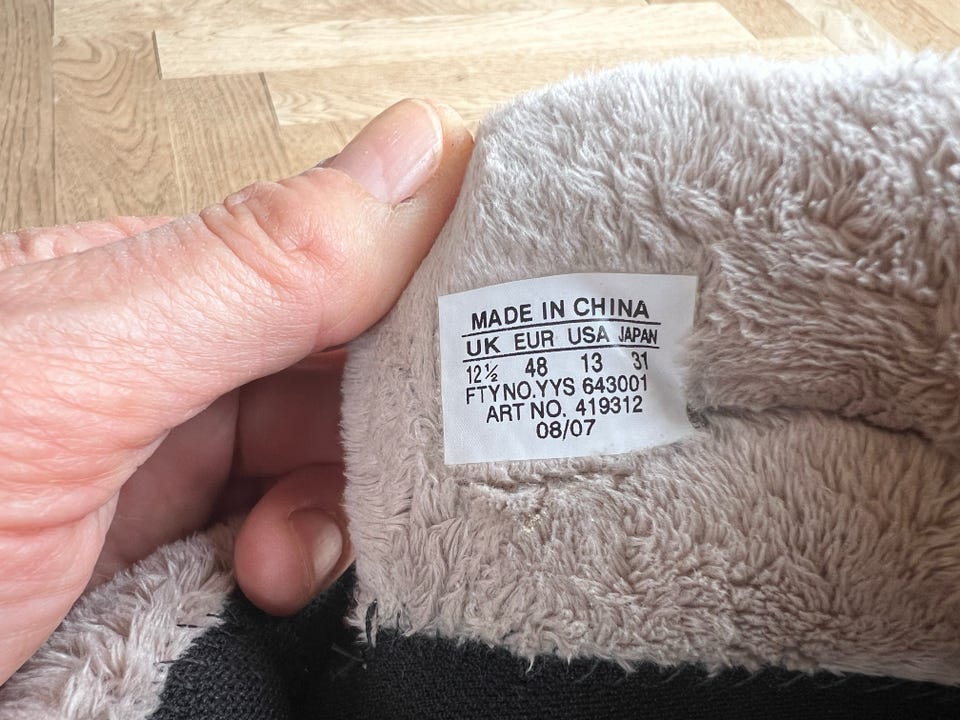 MADE IN CHINA
UK EUR USA JAPAN
12½ 48 13 31
FTY NO.YYS 643001
ART NO. 419312
08/07